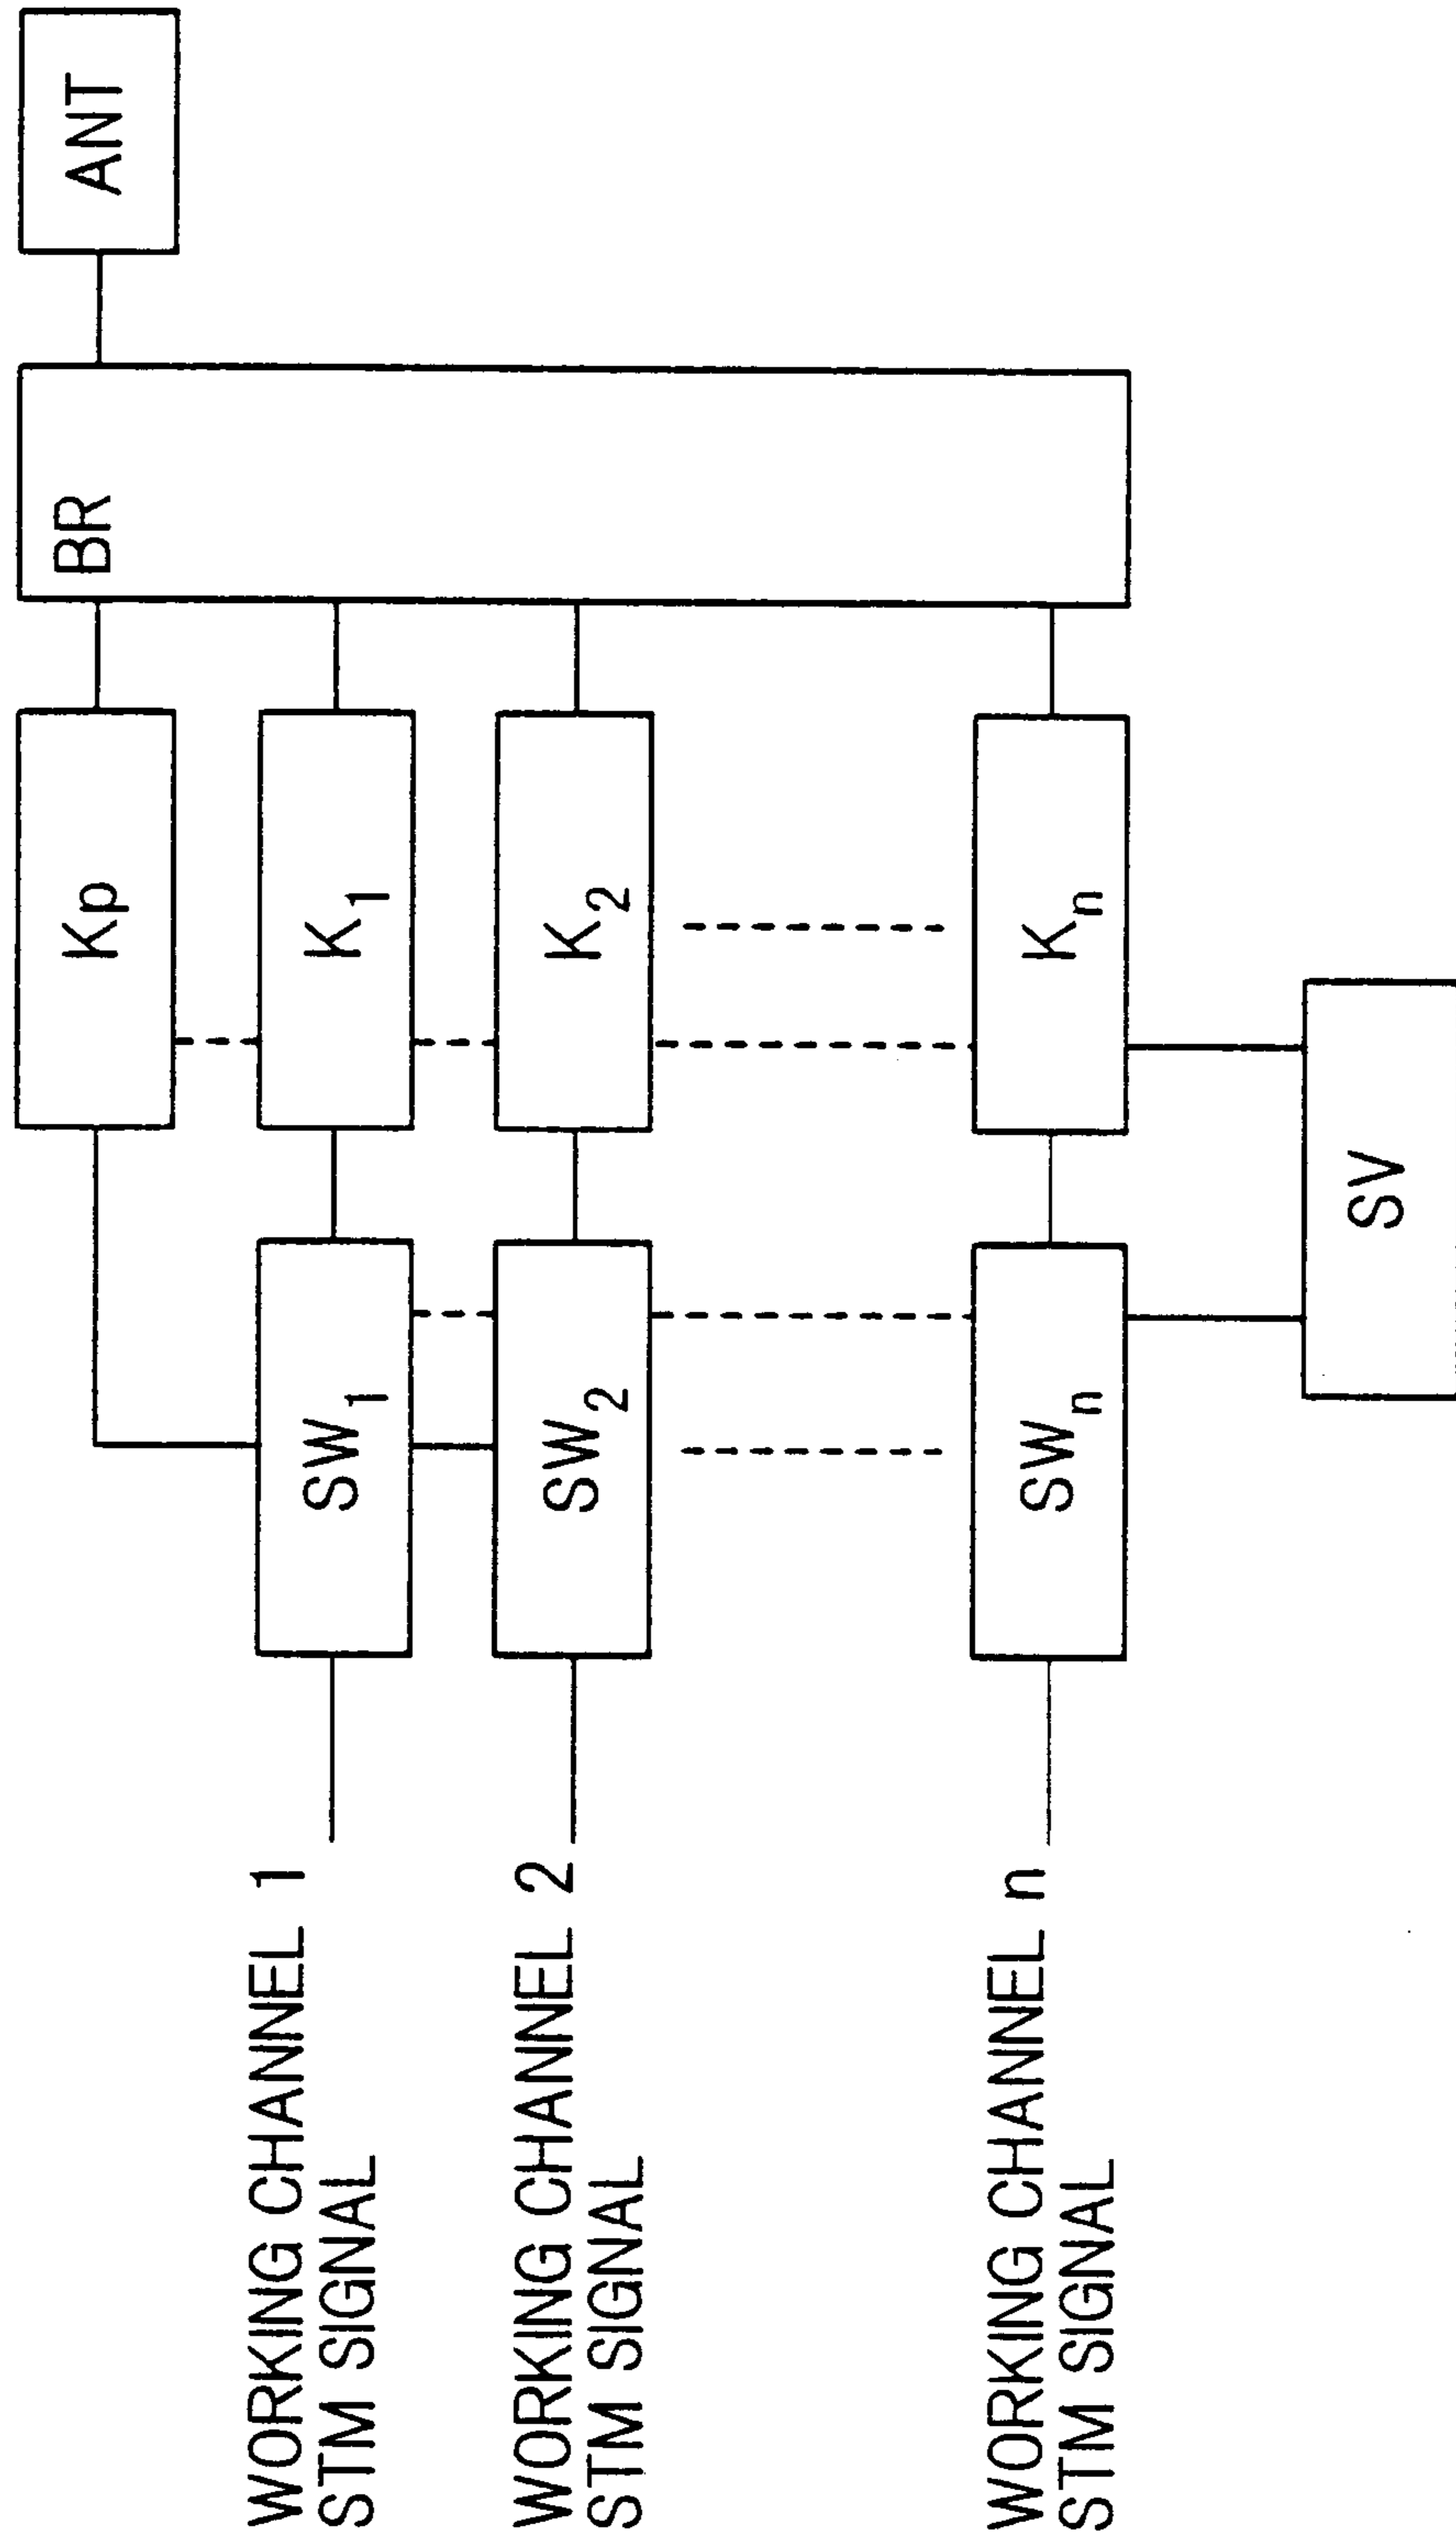 WORKING CHANNEL 1
STM SIGNAL
WORKING CHANNEL 2
STM SIGNAL
WORKING CHANNEL n
STM SIGNAL
SW1
SW2
SWn
Kp
K1
K2
Kn
SV
BR
ANT